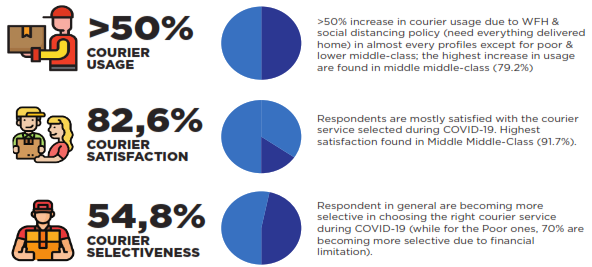 >50%
COURIER
USAGE
>50% increase in courier usage due to WFH &
social distancing policy (need everything delivered
home) in almost every profiles except for poor &
lower middle-class; the highest increase in usage
are found in middle middle-class (79.2%)
82,6%
COURIER
SATISFACTION
Respondents are mostly satisfied with the courier
service selected during COVID-19. Highest
satisfaction found in Middle Middle-Class (91.7%).
54,8%
COURIER
SELECTIVENESS
Respondent in general are becoming more
selective in choosing the right courier service
during COVID-19 (while for the Poor ones, 70% are
becoming more selective due to financial
limitation).